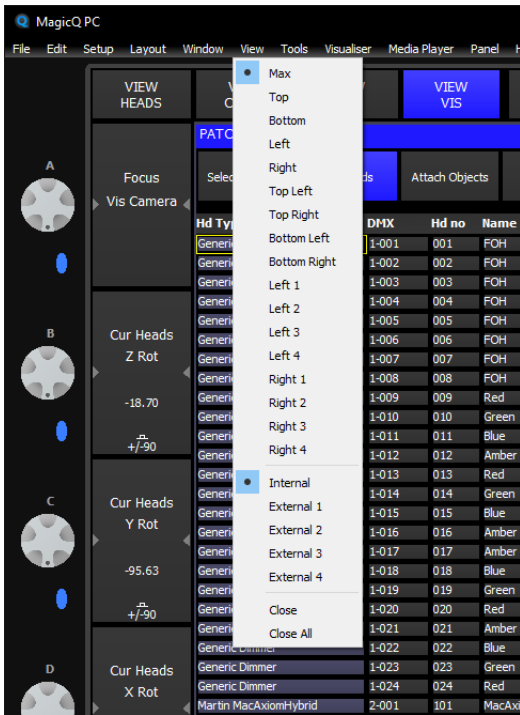 MagicQ PC
File Edit Setup Layout Window View Tools Visualiser Media Player Panel
VIEW HEADS
VIEW VIS
Max
Top
Bottom
Left
Right
Top Left
Top Right
Bottom Left
Bottom Right
Left 1
Left 2
Left 3
Left 4
Right 1
Right 2
Right 3
Right 4
Internal
External 1
External 2
External 3
External 4
Close
Close All
A
Focus
Vis Camera
B
Cur Heads
Z Rot
-18.70
+/-90
C
Cur Heads
Y Rot
-95.63
+/-90
D
Cur Heads
X Rot
Attach Objects
DMX Hd no Name
1-001 001 FOH
1-002 002 FOH
1-003 003 FOH
1-004 004 FOH
1-005 005 FOH
1-006 006 FOH
1-007 007 FOH
1-008 008 FOH
1-009 009 Red
1-010 010 Green
1-011 011 Blue
1-012 012 Amber
1-013 013 Red
1-014 014 Green
1-015 015 Blue
1-016 016 Amber
1-017 017 Amber
1-018 018 Blue
1-019 019 Green
1-020 020 Red
1-021 021 Amber
Generic Dimmer 1-022 022 Blue
Generic Dimmer 1-023 023 Green
Generic Dimmer 1-024 024 Red
Martin MacAxiomHybrid 2-001 101 MacAxi